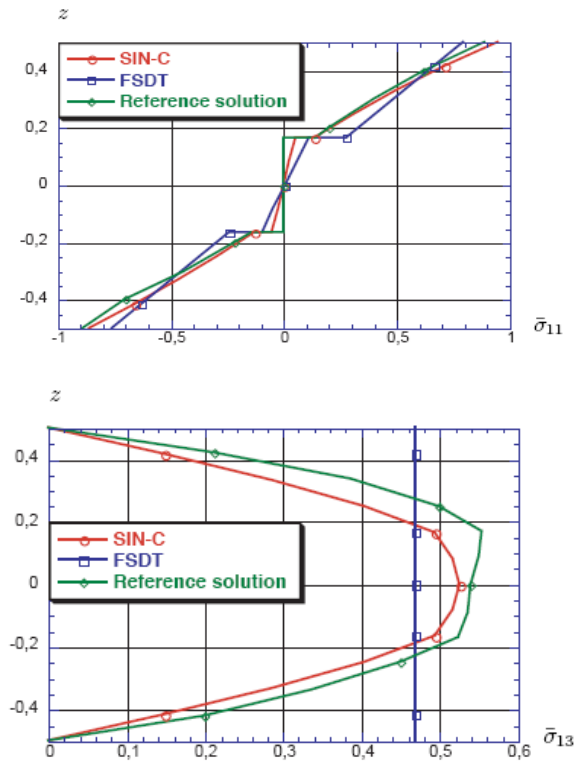 z
0,4
0,2
0
-0,2
-0,4
SIN-C
FSDT
Reference solution
-1
-0,5
0
0,5
1
σ̄₁₁
z
0,4
0,2
0
-0,2
-0,4
SIN-C
FSDT
Reference solution
0
0,1
0,2
0,3
0,4
0,5
0,6
σ̄₁₃